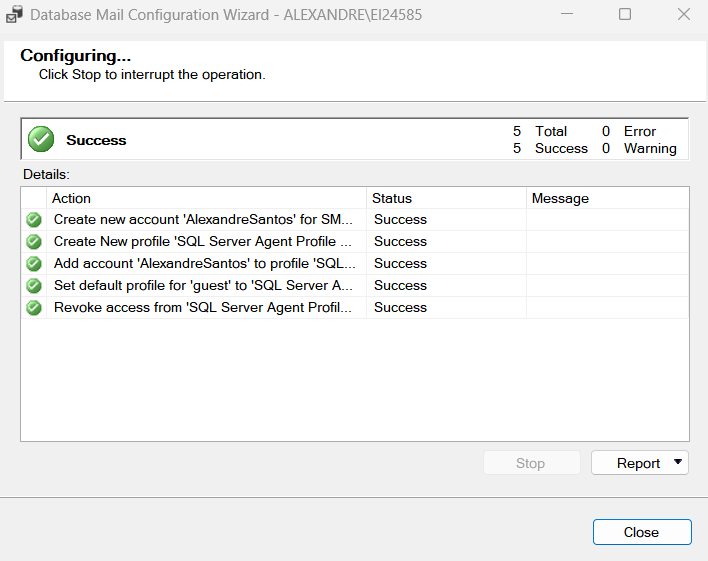 Database Mail Configuration Wizard - ALEXANDRE\EI24585
Configuring...
Click Stop to interrupt the operation.
Success
5 Total 0 Error
5 Success 0 Warning
Details:
Action Status Message
Create new account 'AlexandreSantos' for SM... Success
Create New profile 'SQL Server Agent Profile ... Success
Add account 'AlexandreSantos' to profile 'SQL... Success
Set default profile for 'guest' to 'SQL Server A... Success
Revoke access from 'SQL Server Agent Profil... Success
Stop Report
Close